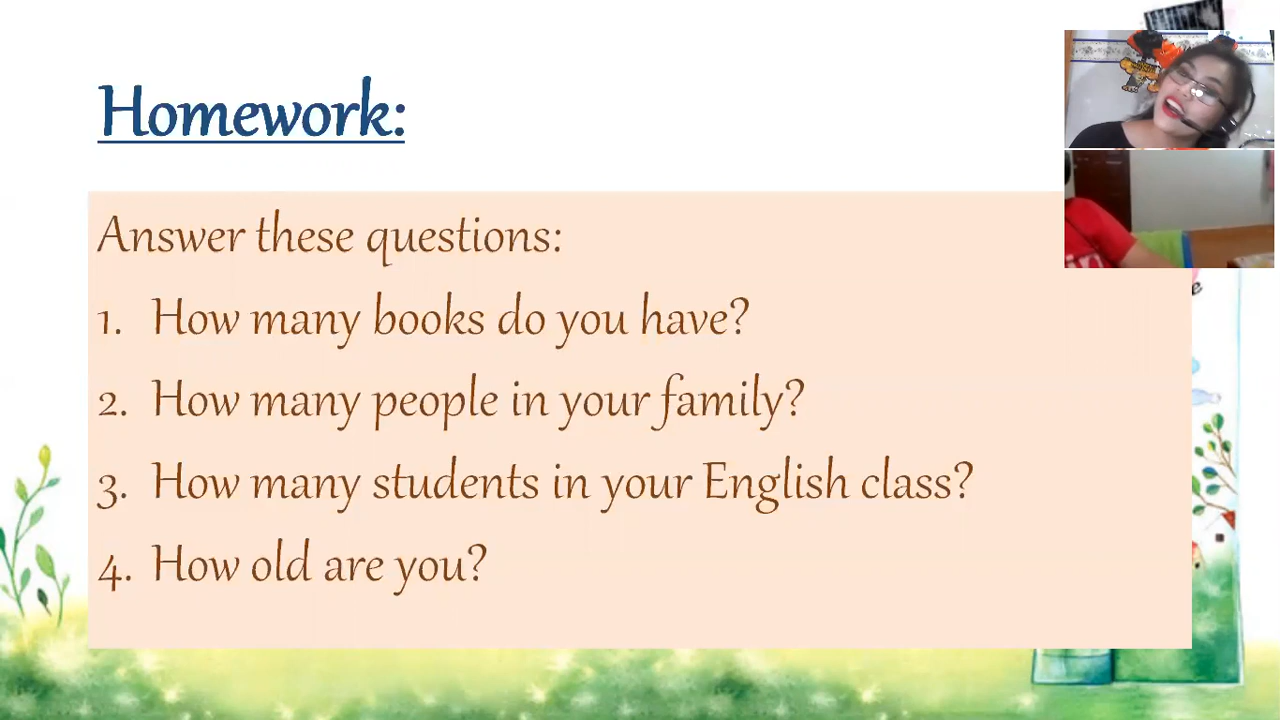 Homework:
Answer these questions:
1. How many books do you have?
2. How many people in your family?
3. How many students in your English class?
4. How old are you?